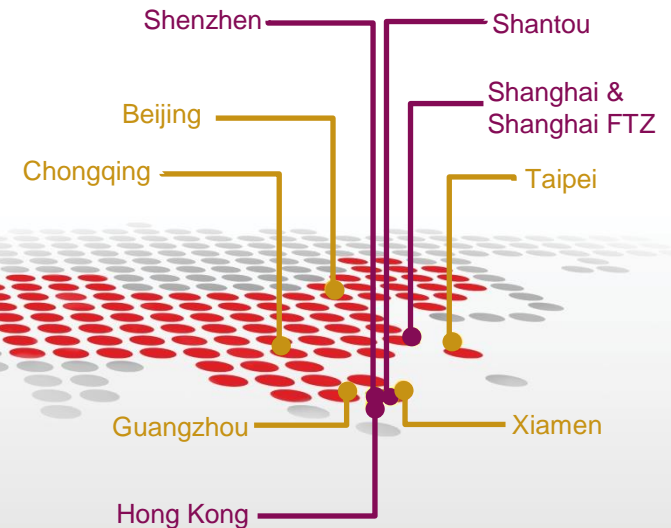 Shenzhen
Shantou
Shanghai &
Shanghai FTZ
Beijing
Chongqing
Taipei
Guangzhou
Xiamen
Hong Kong